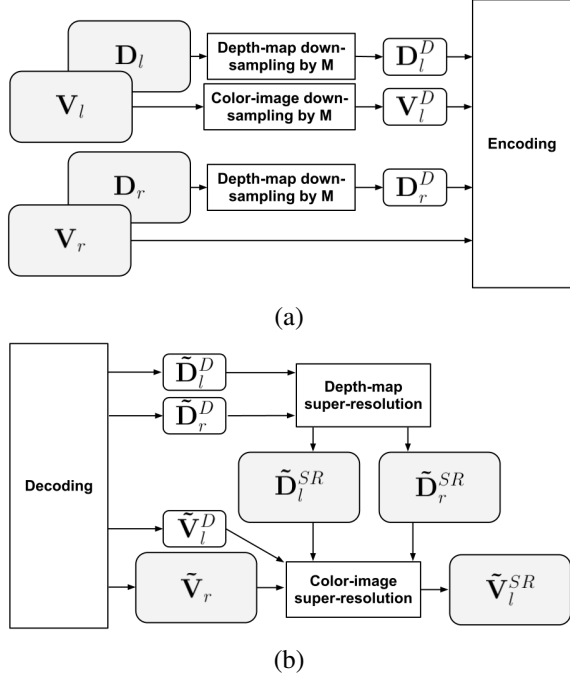 D_l
Depth-map down-
sampling by M
D_l^D
V_l
Color-image down-
sampling by M
V_l^D
Encoding
D_r
Depth-map down-
sampling by M
D_r^D
V_r
(a)
D̃_l^D
Depth-map
super-resolution
D̃_r^D
Decoding
D̃_l^{SR}
D̃_r^{SR}
Ṽ_l^D
Ṽ_r
Color-image
super-resolution
Ṽ_l^{SR}
(b)